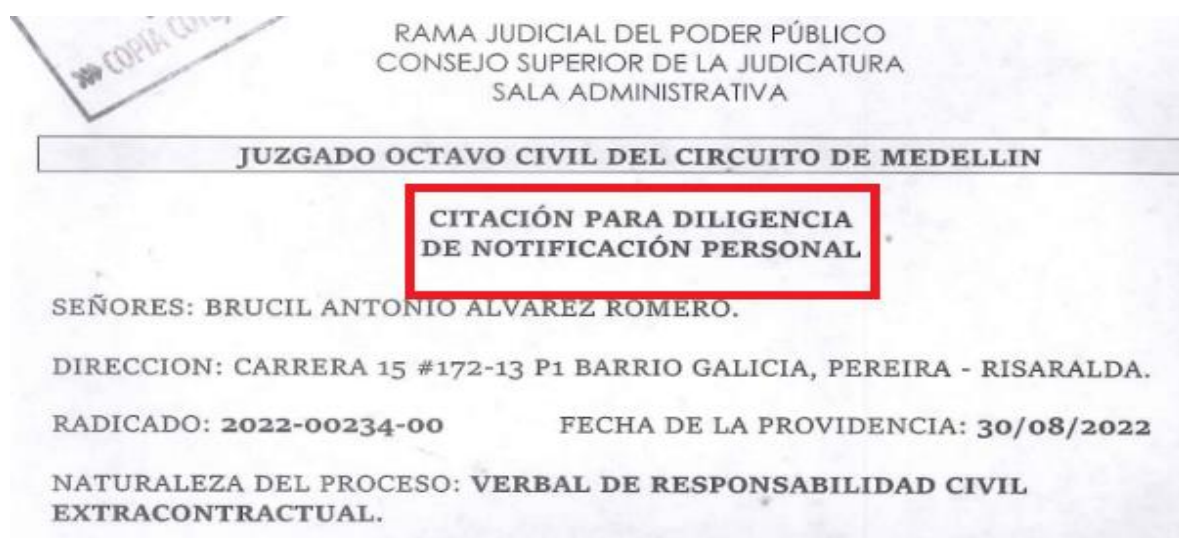 COPIA
RAMA JUDICIAL DEL PODER PÚBLICO
CONSEJO SUPERIOR DE LA JUDICATURA
SALA ADMINISTRATIVA
JUZGADO OCTAVO CIVIL DEL CIRCUITO DE MEDELLIN
CITACIÓN PARA DILIGENCIA
DE NOTIFICACIÓN PERSONAL
SEÑORES: BRUCIL ANTONIO ALVAREZ ROMERO.
DIRECCION: CARRERA 15 #172-13 P1 BARRIO GALICIA, PEREIRA - RISARALDA.
RADICADO: 2022-00234-00 FECHA DE LA PROVIDENCIA: 30/08/2022
NATURALEZA DEL PROCESO: VERBAL DE RESPONSABILIDAD CIVIL
EXTRACONTRACTUAL.